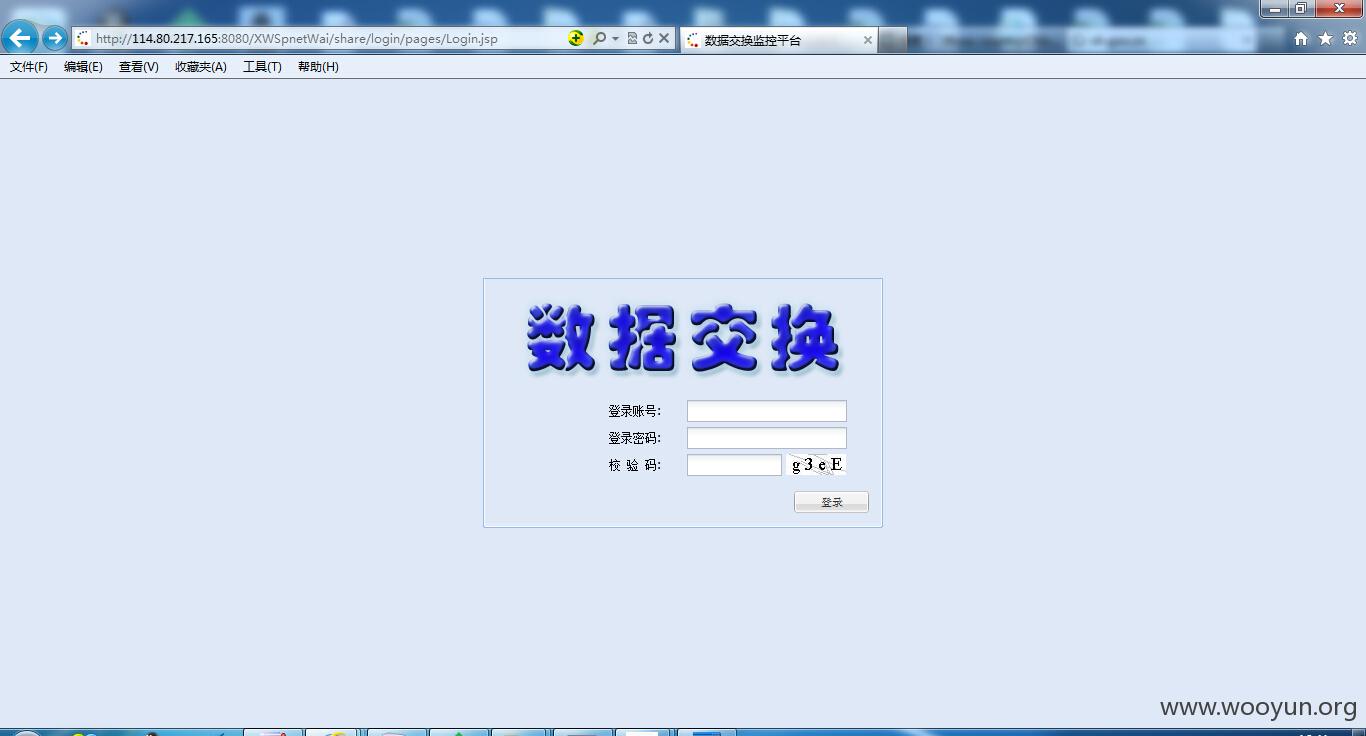 http://114.80.217.165:8080/XWSpnetWai/share/login/pages/Login.jsp
数据交换监控平台
文件(F) 编辑(E) 查看(V) 收藏夹(A) 工具(T) 帮助(H)
数据交换
登录账号:
登录密码:
校 验 码:
g3eE
登录
www.wooyun.org